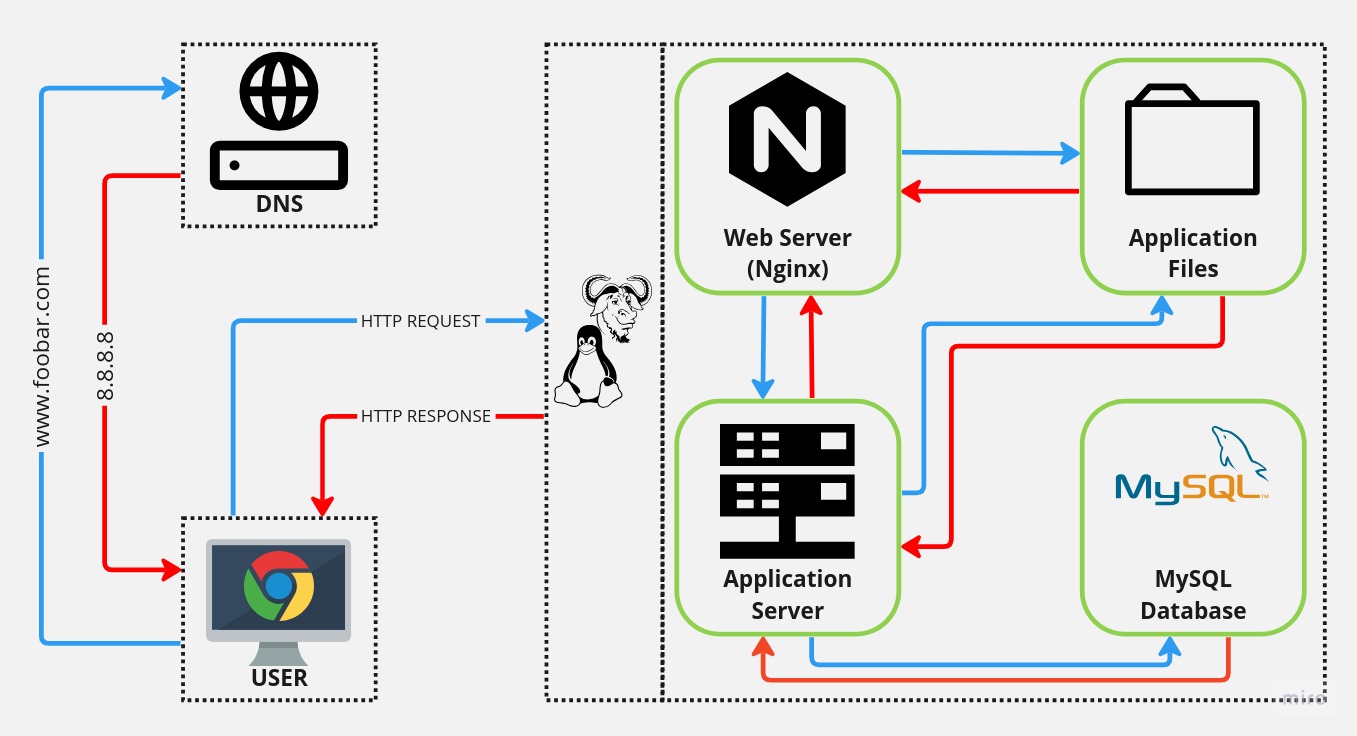 DNS
www.foobar.com
8.8.8.8
HTTP REQUEST
HTTP RESPONSE
USER
Web Server
(Nginx)
Application
Files
Application
Server
MySQL™
MySQL
Database
miro